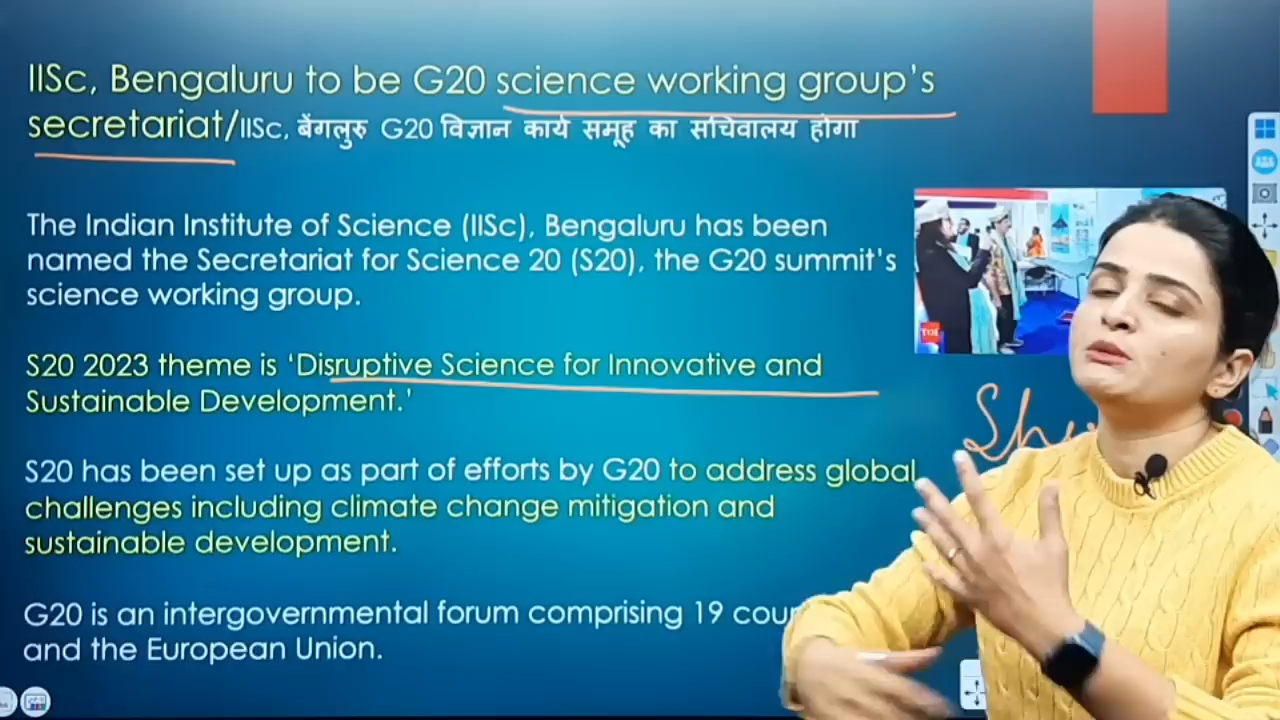 IISc, Bengaluru to be G20 science working group's
secretariat/IISc, बेंगलुरु G20 विज्ञान कार्य समूह का सचिवालय होगा
The Indian Institute of Science (IISc), Bengaluru has been
named the Secretariat for Science 20 (S20), the G20 summit's
science working group.
S20 2023 theme is ‘Disruptive Science for Innovative and
Sustainable Development.’
S20 has been set up as part of efforts by G20 to address global
challenges including climate change mitigation and
sustainable development.
G20 is an intergovernmental forum comprising 19
and the European Union.